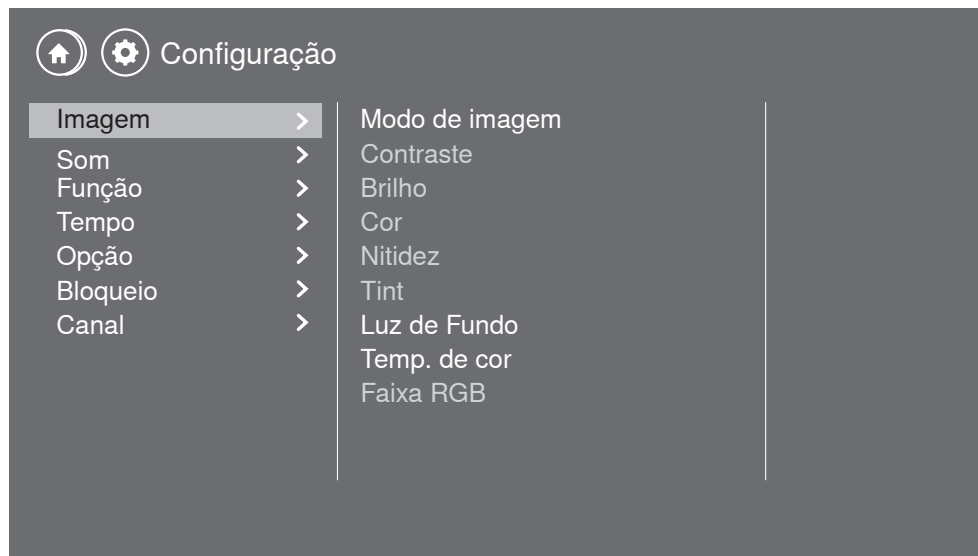 Configuração
Imagem
Som
Função
Tempo
Opção
Bloqueio
Canal
Modo de imagem
Contraste
Brilho
Cor
Nitidez
Tint
Luz de Fundo
Temp. de cor
Faixa RGB